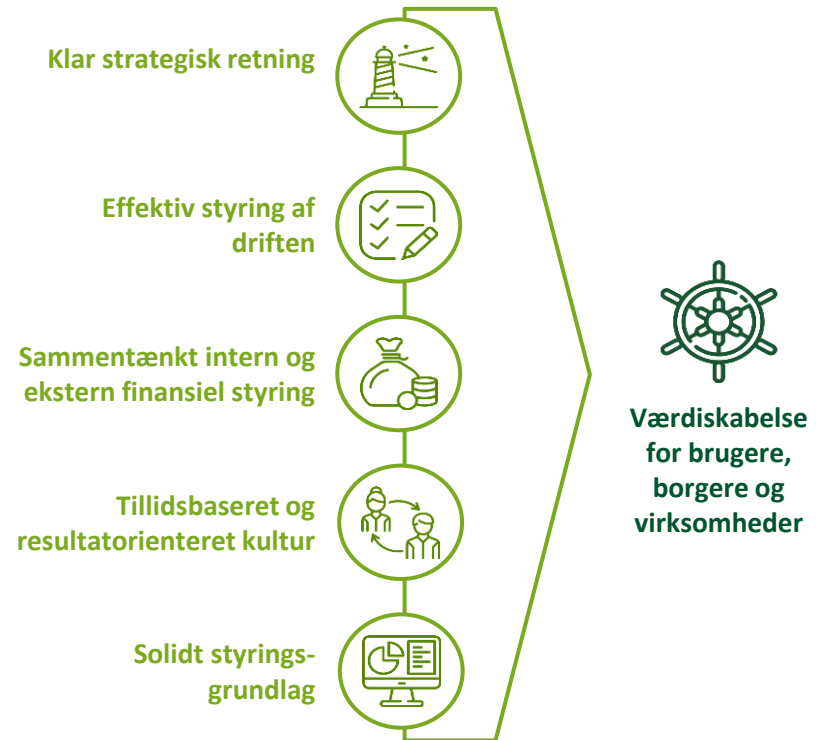 Klar strategisk retning
Effektiv styring af
driften
Sammentænkt intern og
ekstern finansiel styring
Tillidsbaseret og
resultatorienteret kultur
Solidt styrings-
grundlag
Værdiskabelse
for brugere,
borgere og
virksomheder